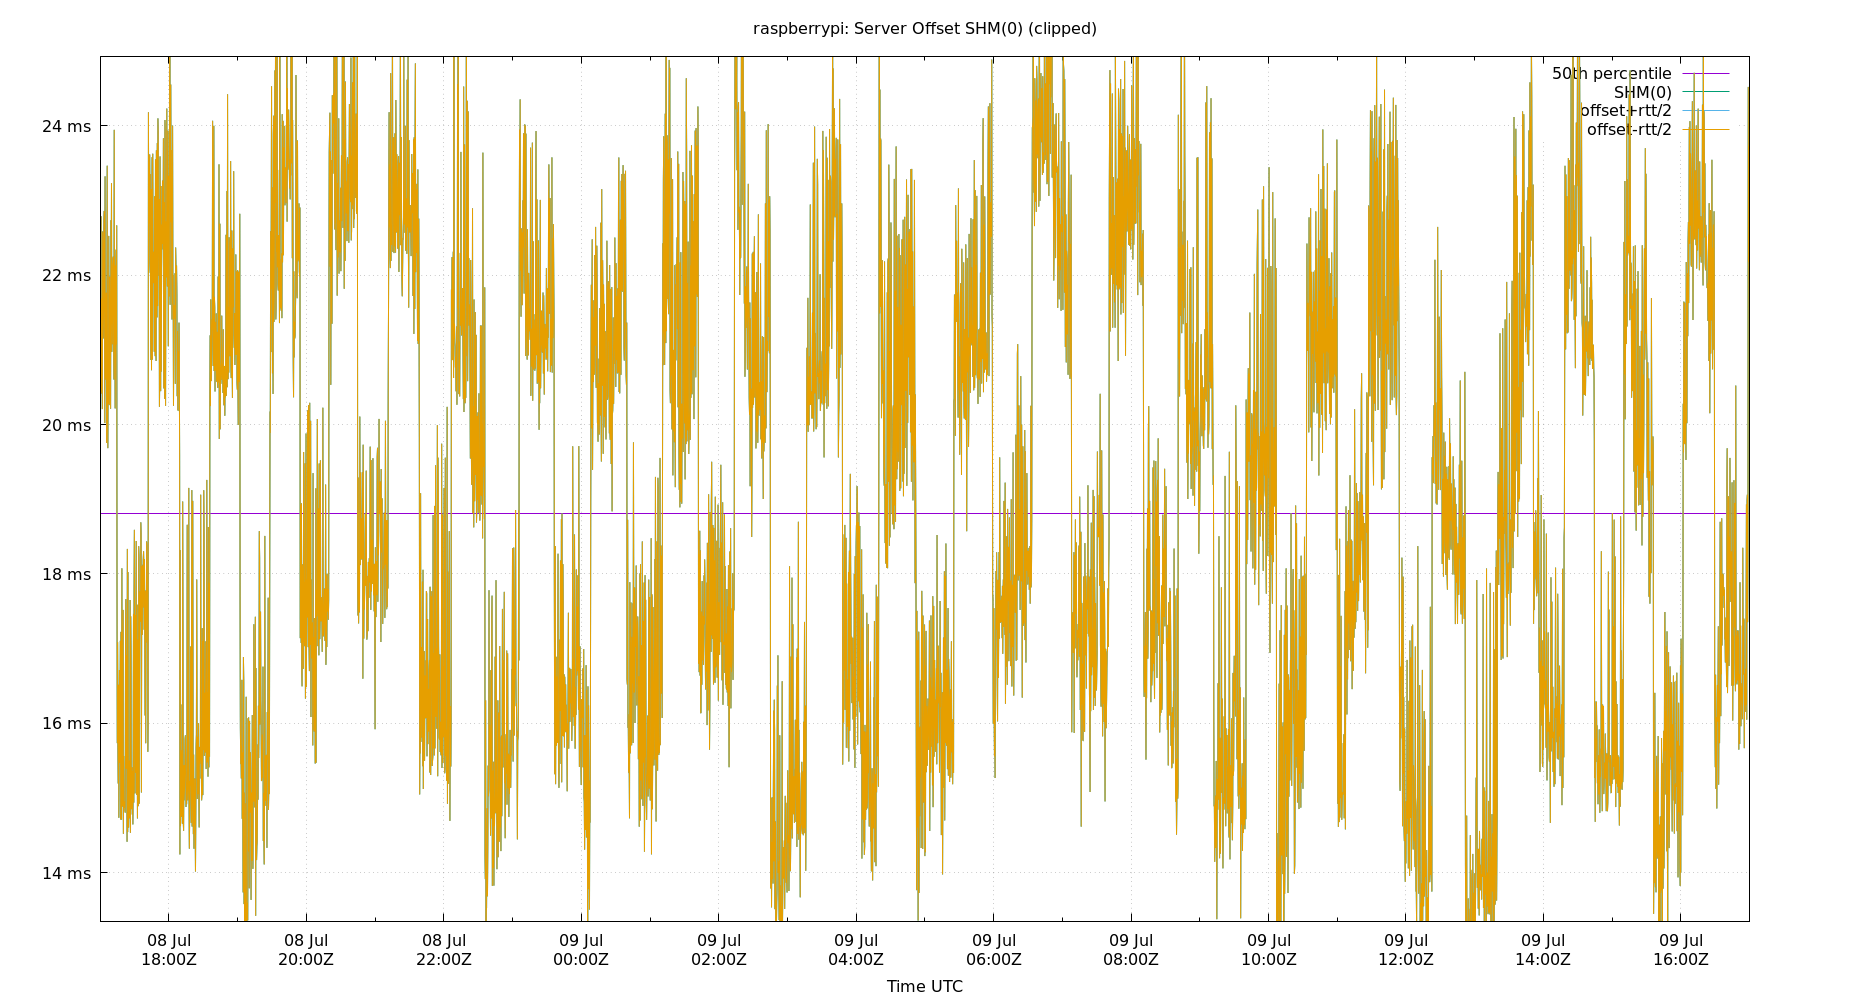 raspberrypi: Server Offset SHM(0) (clipped)
50th percentile
SHM(0)
offset+rtt/2
offset-rtt/2
24 ms
22 ms
20 ms
18 ms
16 ms
14 ms
08 Jul 08 Jul 08 Jul 09 Jul 09 Jul 09 Jul 09 Jul 09 Jul 09 Jul 09 Jul 09 Jul 09 Jul
18:00Z 20:00Z 22:00Z 00:00Z 02:00Z 04:00Z 06:00Z 08:00Z 10:00Z 12:00Z 14:00Z 16:00Z
Time UTC